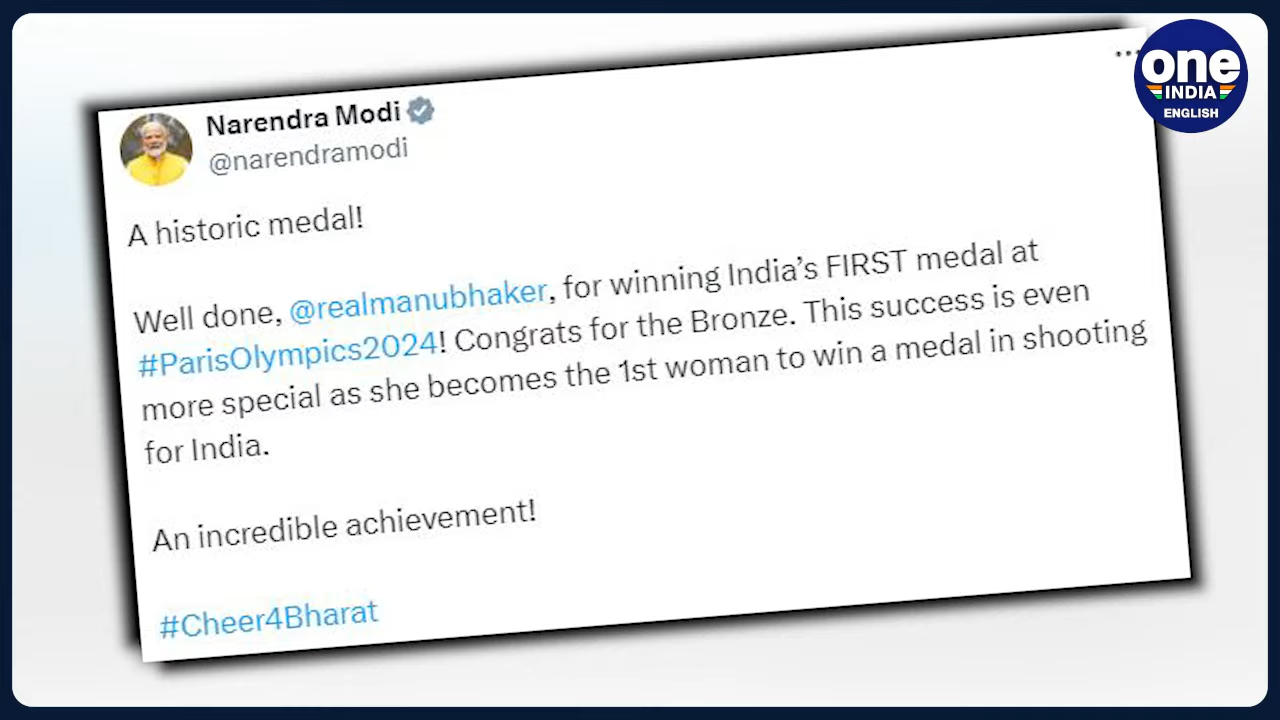 one
INDIA
ENGLISH
Narendra Modi
@narendramodi
A historic medal!
Well done, @realmanubhaker, for winning India’s FIRST medal at
#ParisOlympics2024! Congrats for the Bronze. This success is even
more special as she becomes the 1st woman to win a medal in shooting
for India.
An incredible achievement!
#Cheer4Bharat